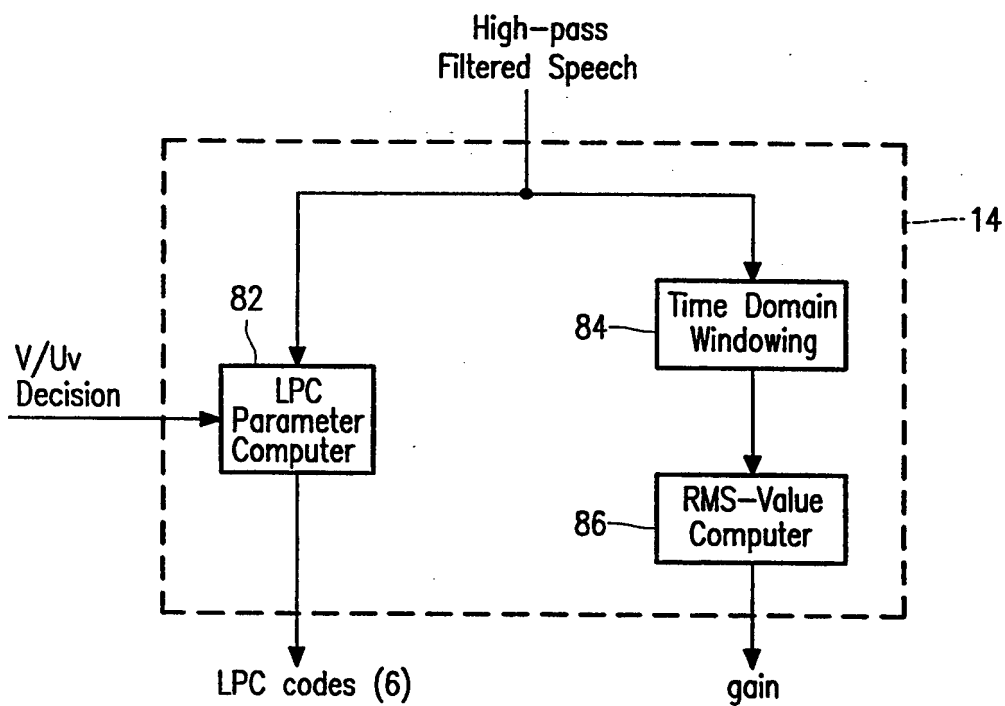 High-pass
Filtered Speech
14
82
84
Time Domain
Windowing
V/Uv
Decision
LPC
Parameter
Computer
86
RMS-Value
Computer
LPC codes (6)
gain